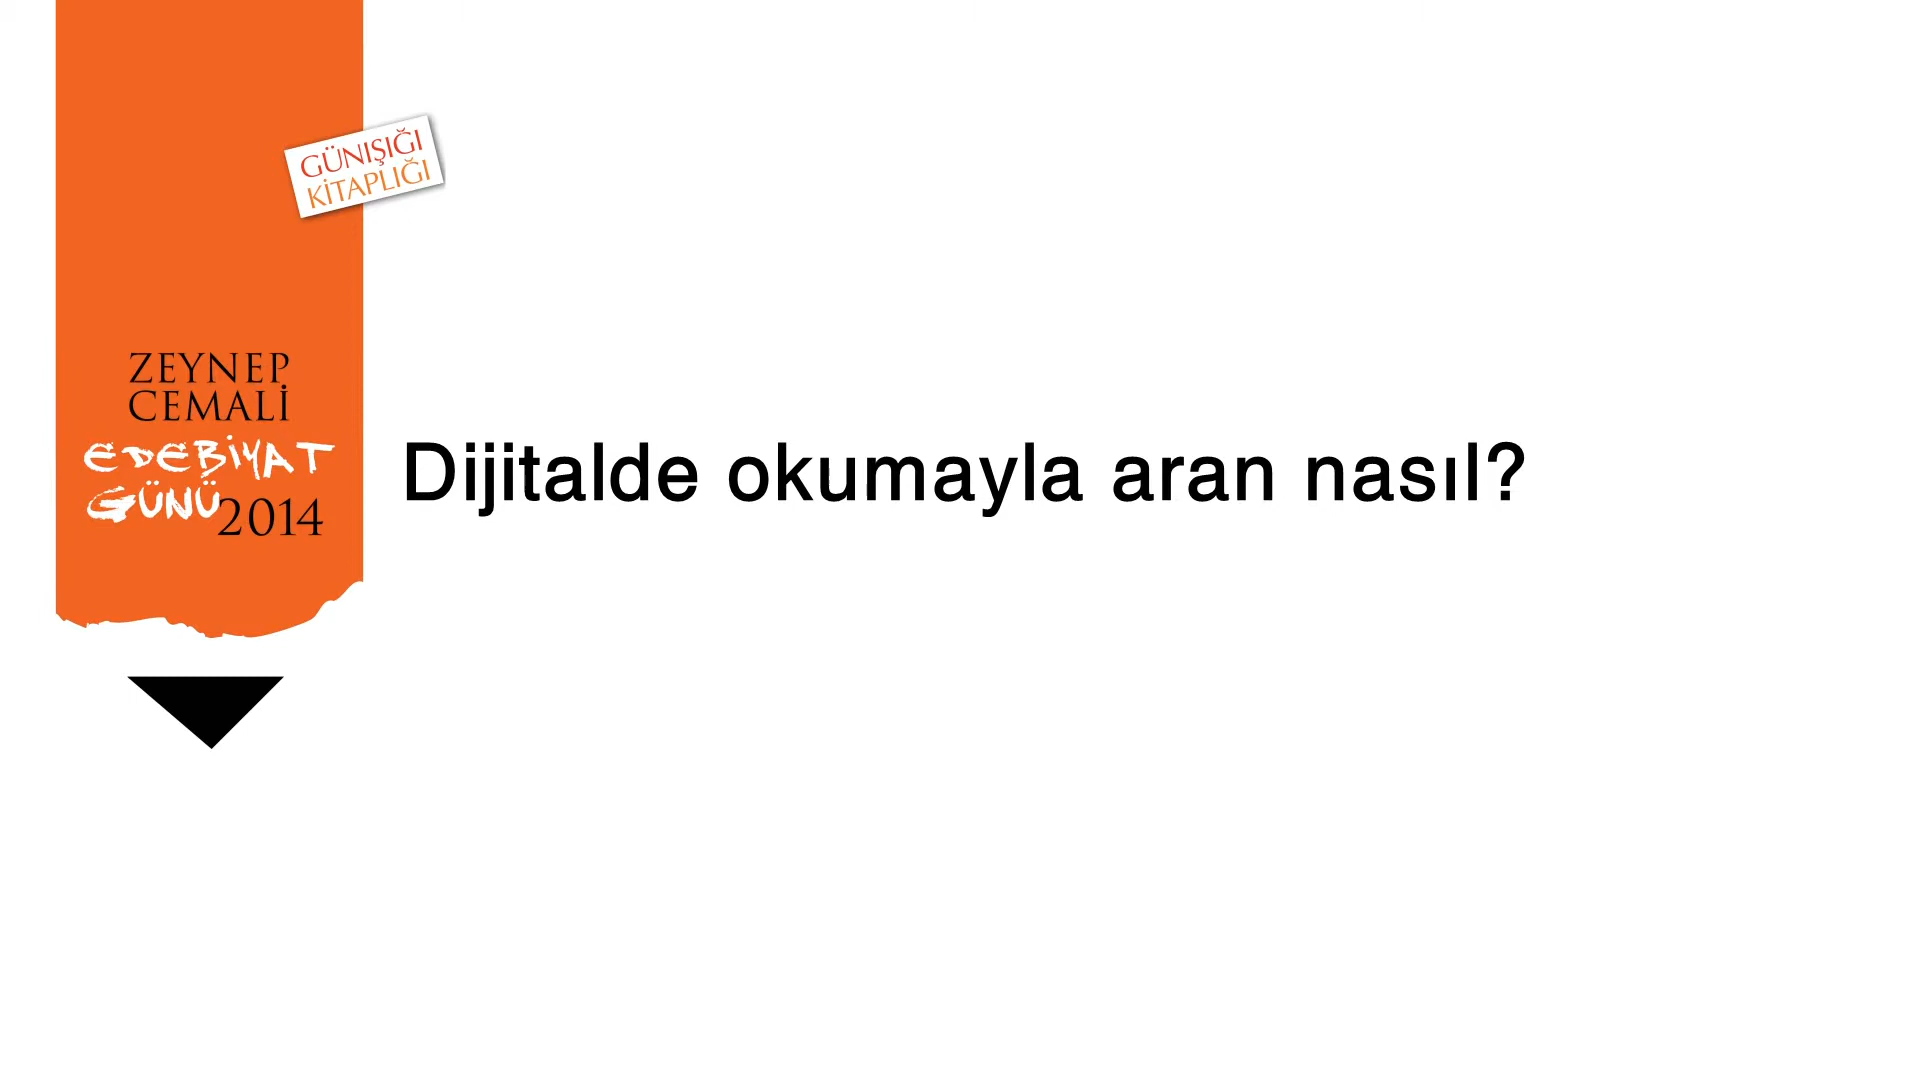 GÜNIŞIĞI
KİTAPLIĞI
ZEYNEP
CEMALİ
EDEBİYAT
GÜNÜ 2014
Dijitalde okumayla aran nasıl?